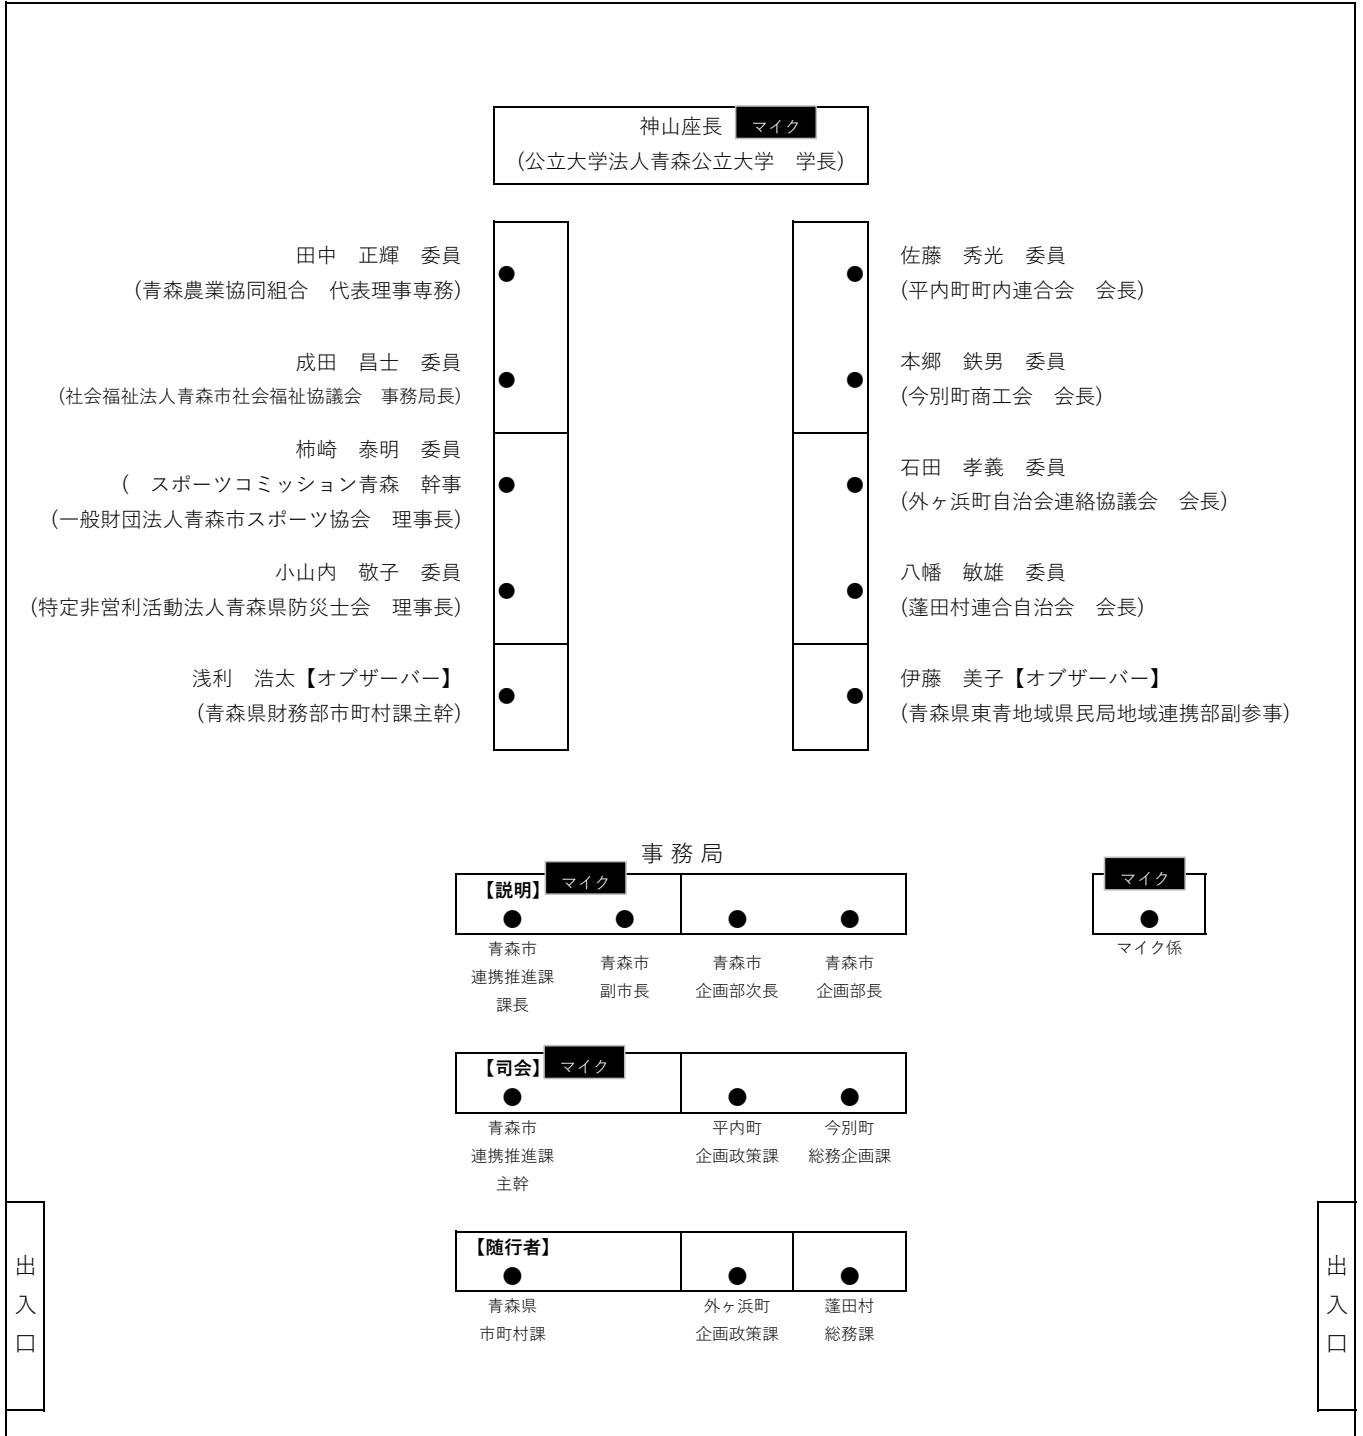 神山座長 マイク
(公立大学法人青森公立大学　学長)
田中　正輝　委員
(青森農業協同組合　代表理事専務)
成田　昌士　委員
(社会福祉法人青森市社会福祉協議会　事務局長)
柿崎　泰明　委員
(　スポーツコミッション青森　幹事
(一般財団法人青森市スポーツ協会　理事長)
小山内　敬子　委員
(特定非営利活動法人青森県防災士会　理事長)
浅利　浩太【オブザーバー】
(青森県財務部市町村課主幹)
佐藤　秀光　委員
(平内町町内連合会　会長)
本郷　鉄男　委員
(今別町商工会　会長)
石田　孝義　委員
(外ヶ浜町自治会連絡協議会　会長)
八幡　敏雄　委員
(蓬田村連合自治会　会長)
伊藤　美子【オブザーバー】
(青森県東青地域県民局地域連携部副参事)
事務局
【説明】 マイク
青森市
連携推進課
課長
青森市
副市長
青森市
企画部次長
青森市
企画部長
マイク
マイク係
【司会】 マイク
青森市
連携推進課
主幹
平内町
企画政策課
今別町
総務企画課
【随行者】
青森県
市町村課
外ヶ浜町
企画政策課
蓬田村
総務課
出入口
出入口